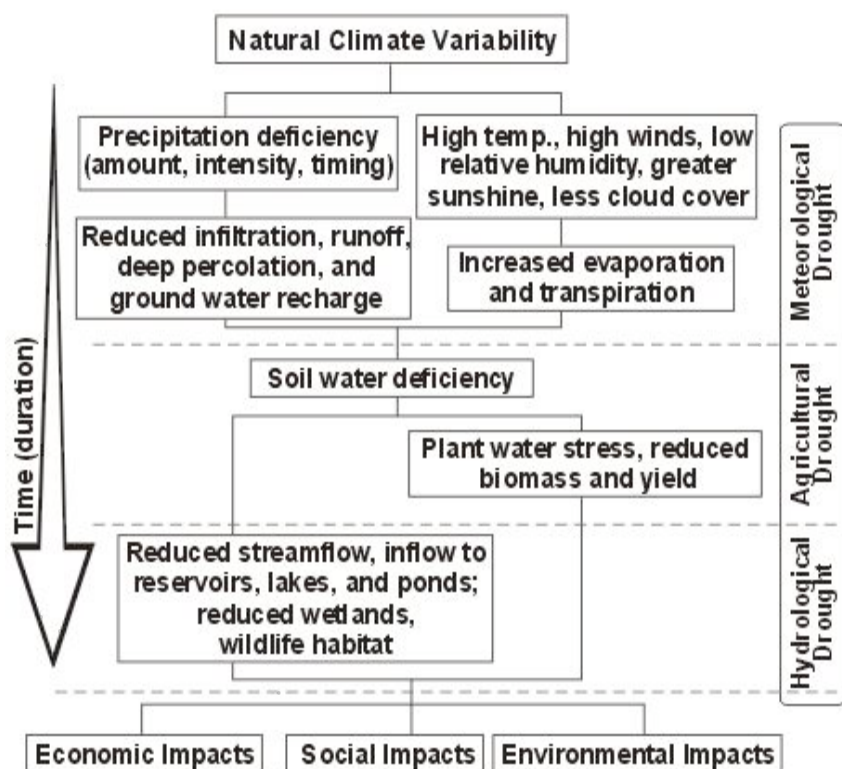 Natural Climate Variability
Precipitation deficiency
(amount, intensity, timing)
High temp., high winds, low
relative humidity, greater
sunshine, less cloud cover
Reduced infiltration, runoff,
deep percolation, and
ground water recharge
Increased evaporation
and transpiration
Meteorological
Drought
Soil water deficiency
Plant water stress, reduced
biomass and yield
Agricultural
Drought
Time (duration)
Reduced streamflow, inflow to
reservoirs, lakes, and ponds;
reduced wetlands,
wildlife habitat
Hydrological
Drought
Economic Impacts
Social Impacts
Environmental Impacts